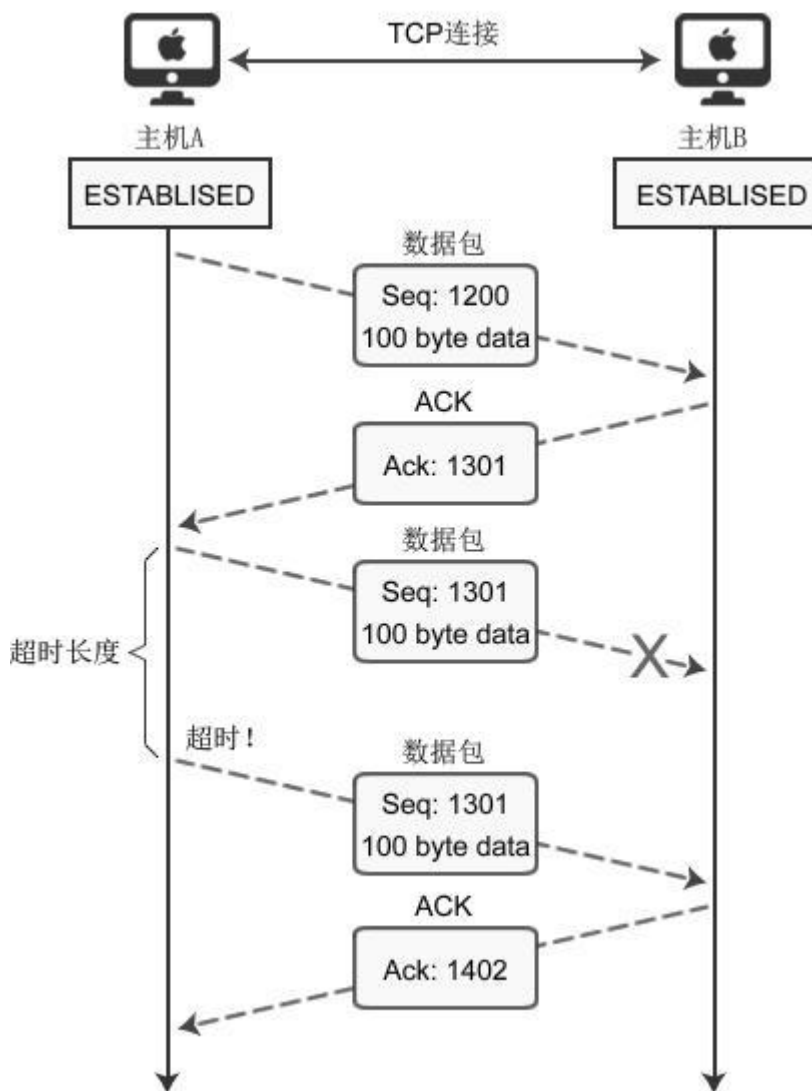 TCP连接
主机A
主机B
ESTABLISED
ESTABLISED
数据包
Seq: 1200
100 byte data
ACK
Ack: 1301
数据包
Seq: 1301
100 byte data
X
超时长度
超时！
数据包
Seq: 1301
100 byte data
ACK
Ack: 1402